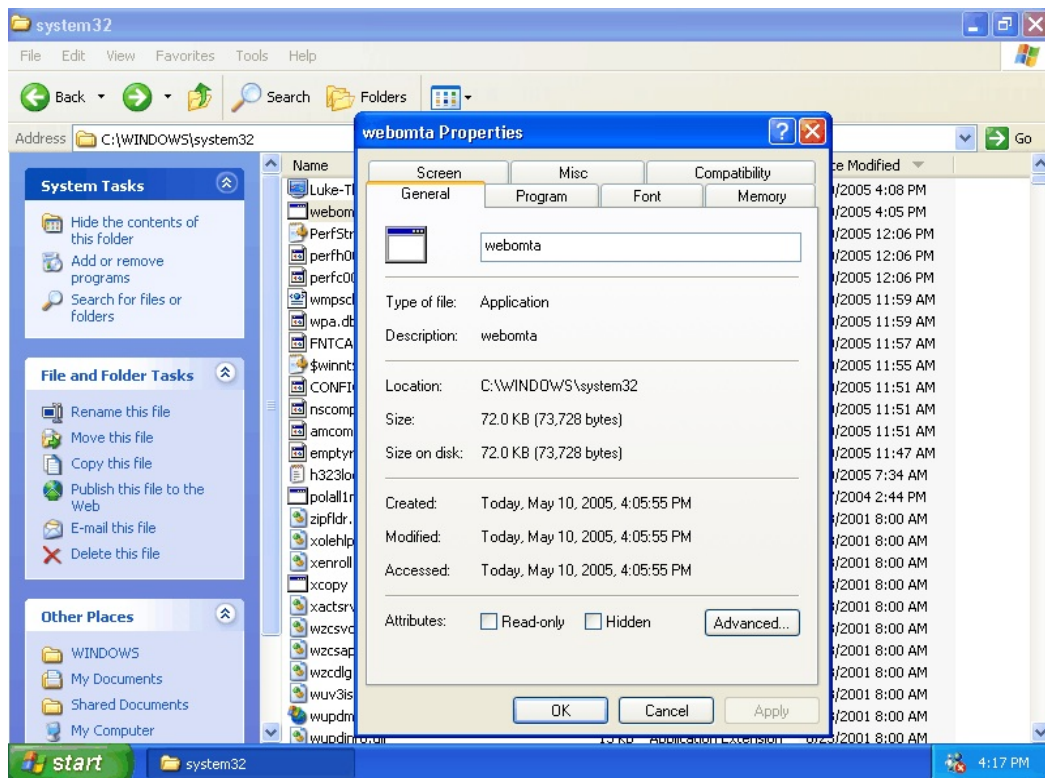 system32
File Edit View Favorites Tools Help
Back Search Folders
Address C:\WINDOWS\system32 Go
System Tasks
Hide the contents of
this folder
Add or remove
programs
Search for files or
folders
File and Folder Tasks
Rename this file
Move this file
Copy this file
Publish this file to the
Web
E-mail this file
Delete this file
Other Places
WINDOWS
My Documents
Shared Documents
My Computer
Name
wpa.
zipfldr.
xenroll
xcopy
webomta Properties
Screen Misc Compatibility
General Program Font Memory
webomta
Type of file: Application
Description: webomta
Location: C:\WINDOWS\system32
Size: 72.0 KB (73,728 bytes)
Size on disk: 72.0 KB (73,728 bytes)
Created: Today, May 10, 2005, 4:05:55 PM
Modified: Today, May 10, 2005, 4:05:55 PM
Accessed: Today, May 10, 2005, 4:05:55 PM
Attributes: Read-only Hidden Advanced...
OK Cancel Apply
Modified
/2005 4:08 PM
/2005 4:05 PM
/2005 12:06 PM
/2005 12:06 PM
/2005 12:06 PM
/2005 11:59 AM
/2005 11:59 AM
/2005 11:57 AM
/2005 11:55 AM
/2005 11:51 AM
/2005 11:51 AM
/2005 11:51 AM
/2005 11:47 AM
/2005 7:34 AM
/2004 2:44 PM
/2001 8:00 AM
/2001 8:00 AM
/2001 8:00 AM
/2001 8:00 AM
/2001 8:00 AM
/2001 8:00 AM
/2001 8:00 AM
/2001 8:00 AM
/2001 8:00 AM
/2001 8:00 AM
/2001 8:00 AM
start system32 4:17 PM